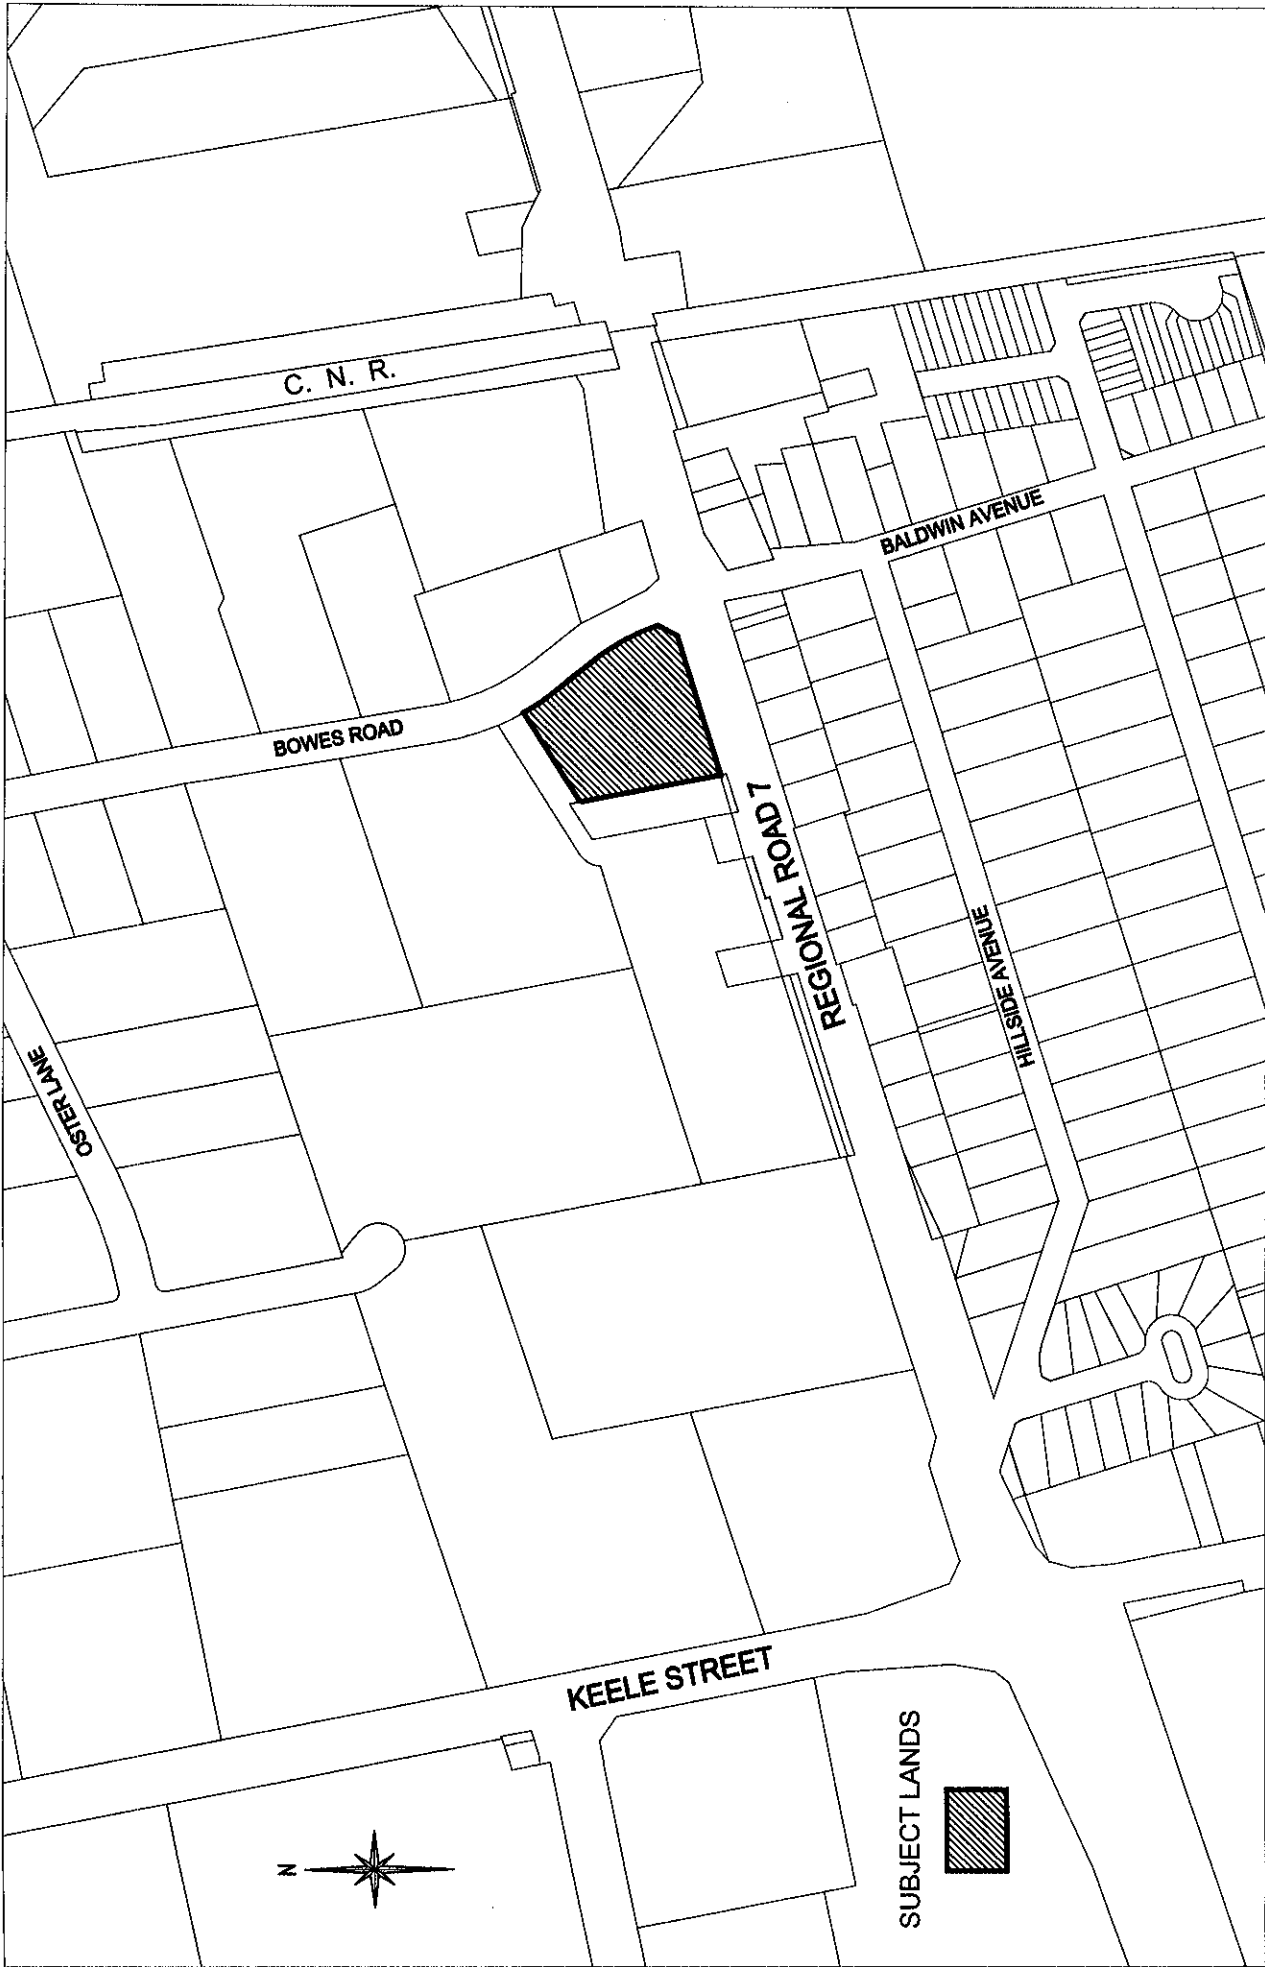 C. N. R.
BOWES ROAD
BALDWIN AVENUE
REGIONAL ROAD 7
HILLSIDE AVENUE
OSTER LANE
KEELE STREET
N
SUBJECT LANDS